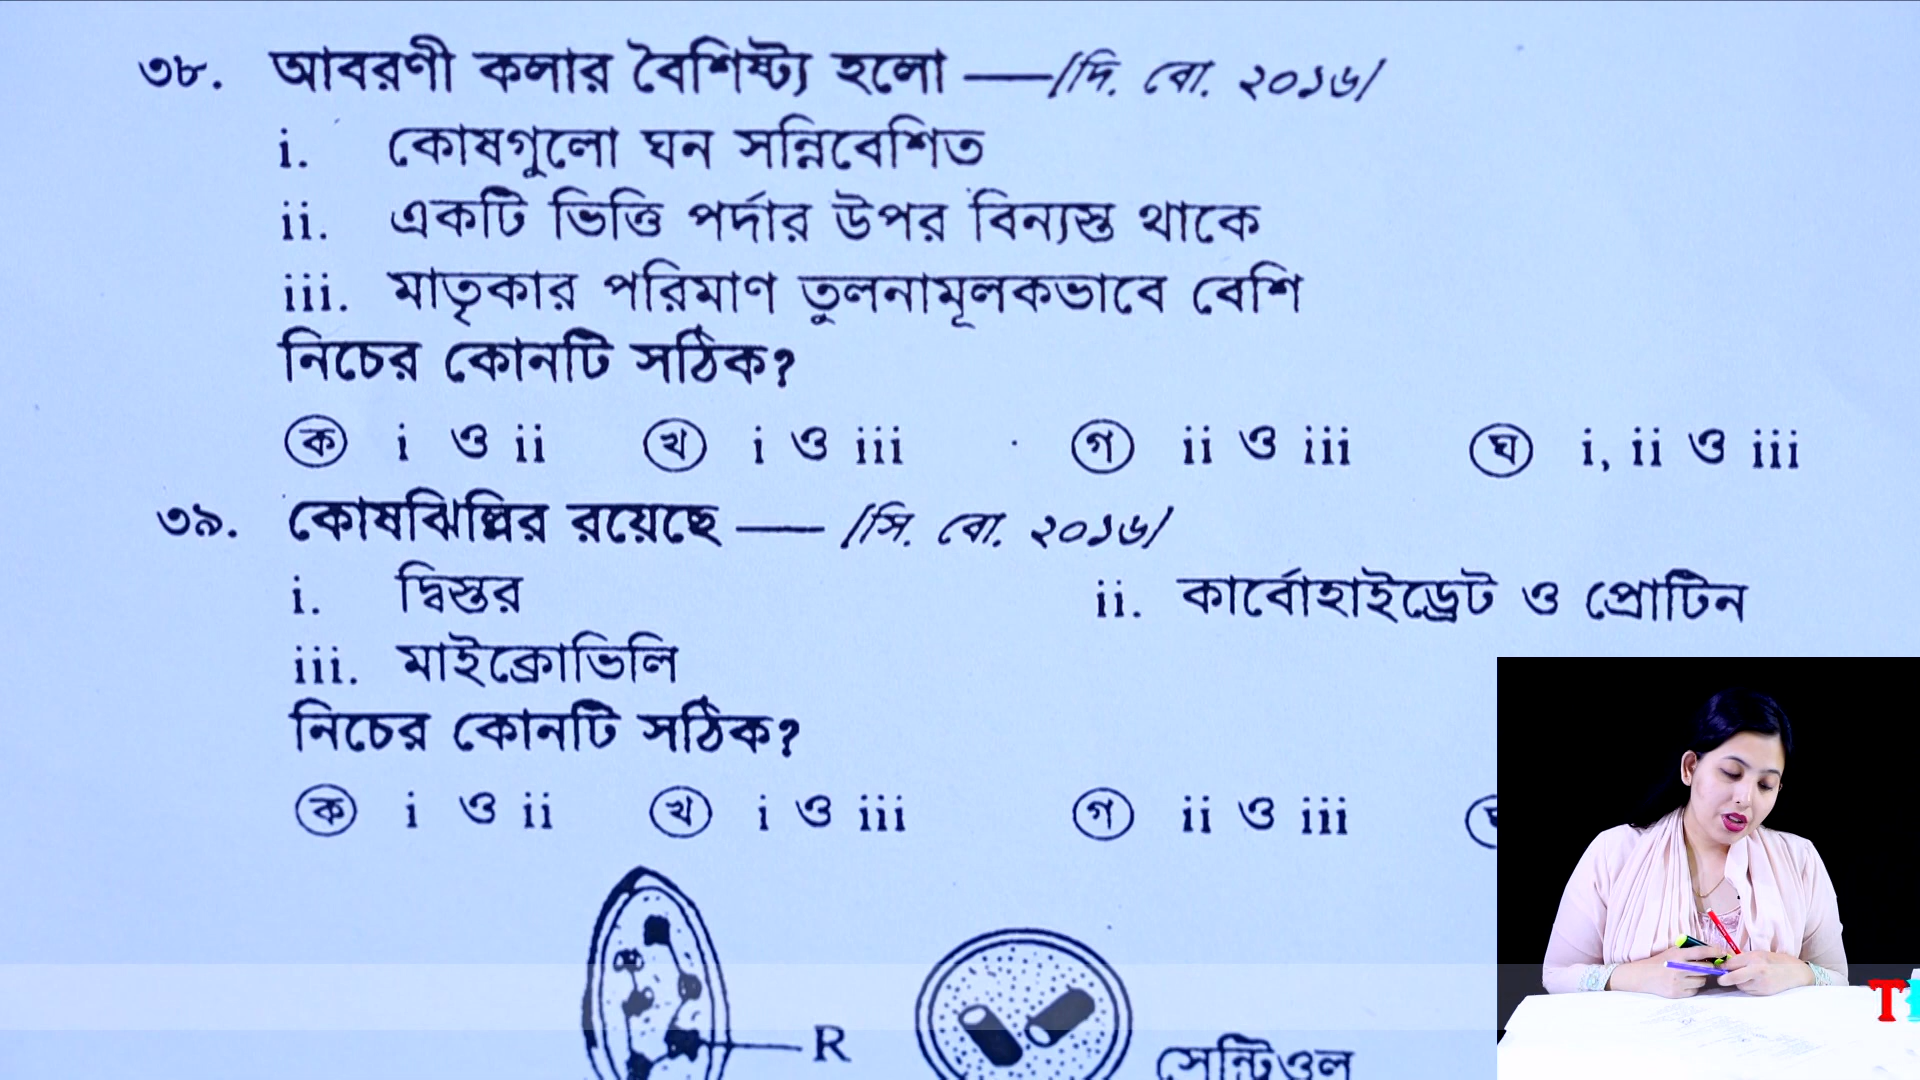 ৩৮. আবরণী কলার বৈশিষ্ট্য হলো — [দি. বো. ২০১৬]
i. কোষগুলো ঘন সন্নিবেশিত
ii. একটি ভিত্তি পর্দার উপর বিন্যস্ত থাকে
iii. মাতৃকার পরিমাণ তুলনামূলকভাবে বেশি
নিচের কোনটি সঠিক?
ক i ও ii খ i ও iii গ ii ও iii ঘ i, ii ও iii
৩৯. কোষঝিল্লির রয়েছে — [সি. বো. ২০১৬]
i. দ্বিস্তর ii. কার্বোহাইড্রেট ও প্রোটিন
iii. মাইক্রোভিলি
নিচের কোনটি সঠিক?
ক i ও ii খ i ও iii গ ii ও iii
R
সেন্ট্রিওল